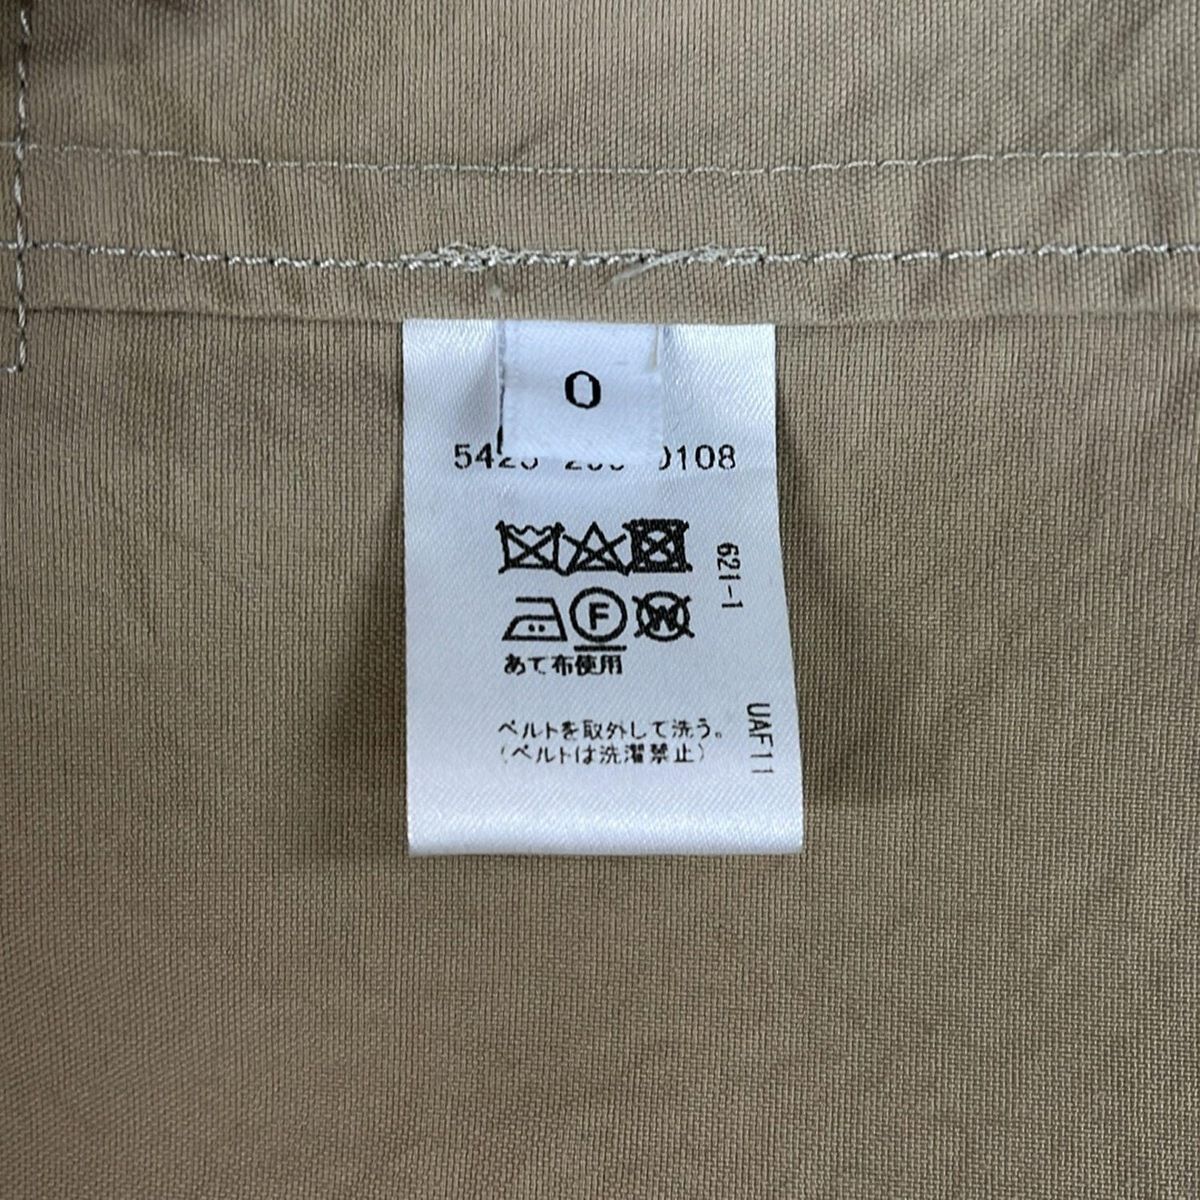 0
0108
621-1
F
W
あて布使用
ベルトを取外して洗う。
(ベルトは洗濯禁止)
UAF11